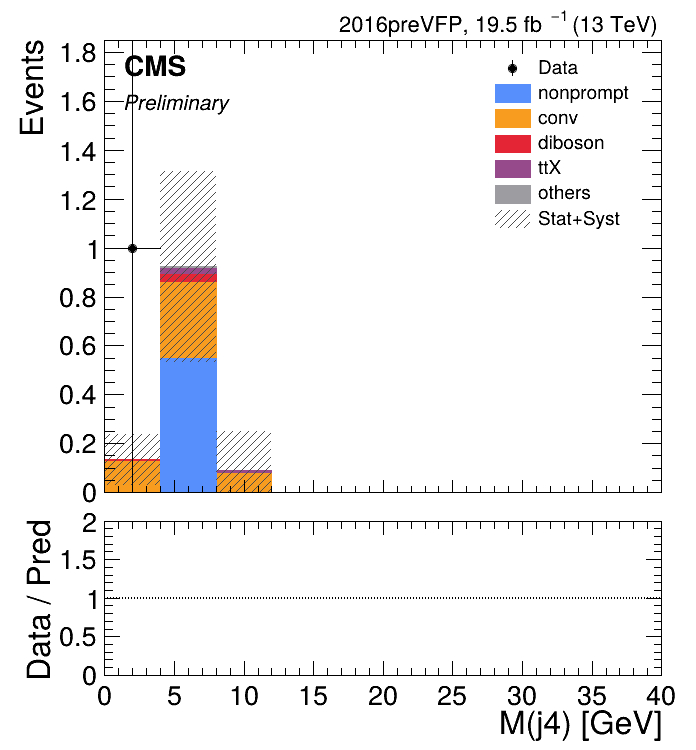 2016preVFP, 19.5 fb⁻¹ (13 TeV)
CMS
Preliminary
Events
1.8
1.6
1.4
1.2
1
0.8
0.6
0.4
0.2
0
Data
nonprompt
conv
diboson
ttX
others
Stat+Syst
Data / Pred
2
1.5
1
0.5
0
0 5 10 15 20 25 30 35 40
M(j4) [GeV]